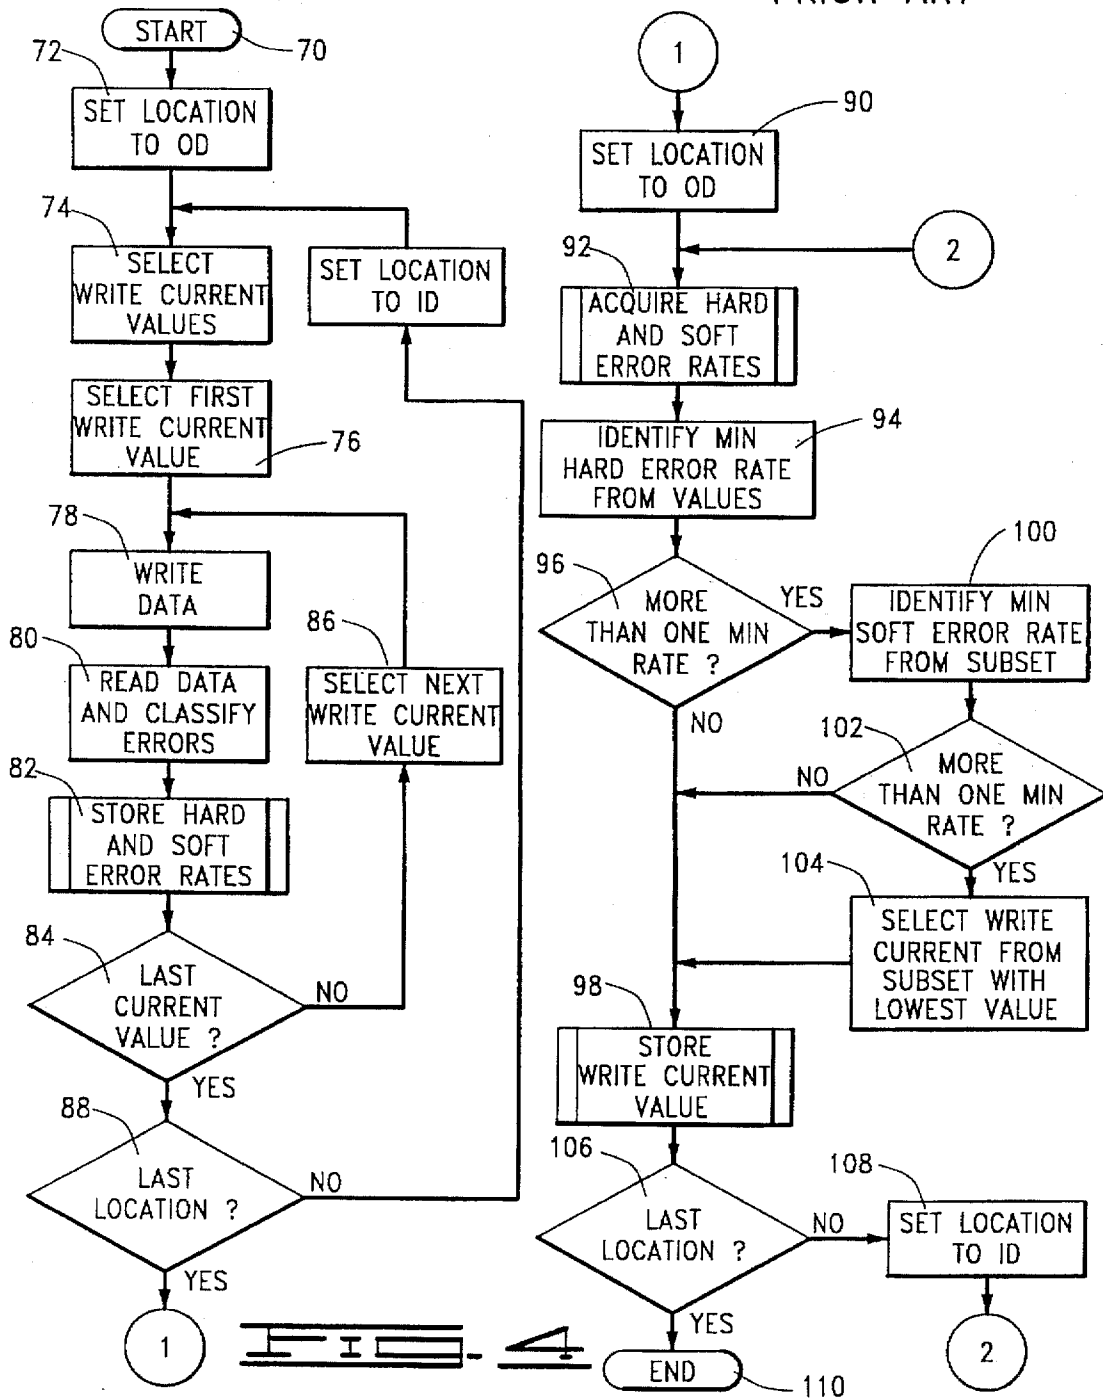 PRIOR ART
START
70
72
SET LOCATION
TO OD
74
SELECT
WRITE CURRENT
VALUES
SET LOCATION
TO ID
SELECT FIRST
WRITE CURRENT
VALUE
76
78
WRITE
DATA
80
READ DATA
AND CLASSIFY
ERRORS
86
SELECT NEXT
WRITE CURRENT
VALUE
82
STORE HARD
AND SOFT
ERROR RATES
84
LAST
CURRENT
VALUE ?
NO
YES
88
LAST
LOCATION ?
NO
YES
1
1
90
SET LOCATION
TO OD
2
92
ACQUIRE HARD
AND SOFT
ERROR RATES
94
IDENTIFY MIN
HARD ERROR RATE
FROM VALUES
96
MORE
THAN ONE MIN
RATE ?
YES
NO
100
IDENTIFY MIN
SOFT ERROR RATE
FROM SUBSET
102
MORE
THAN ONE MIN
RATE ?
NO
YES
104
SELECT WRITE
CURRENT FROM
SUBSET WITH
LOWEST VALUE
98
STORE
WRITE CURRENT
VALUE
106
LAST
LOCATION ?
NO
YES
108
SET LOCATION
TO ID
2
END
110
FIG- 4